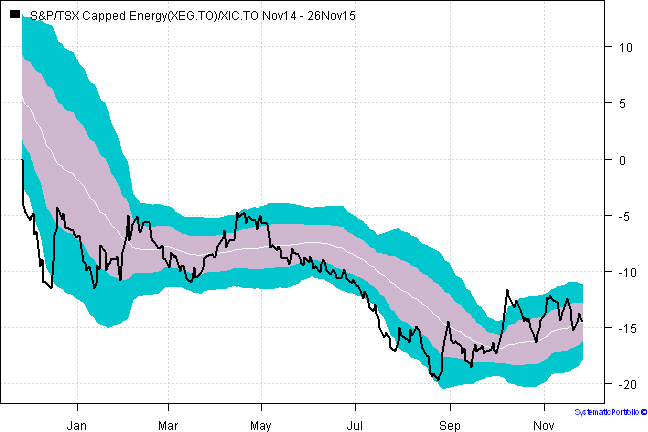 S&P/TSX Capped Energy(XEG.TO)/XIC.TO Nov14 - 26Nov15
10
5
0
-5
-10
-15
-20
Jan Mar May Jul Sep Nov
SystematicPortfolio ©